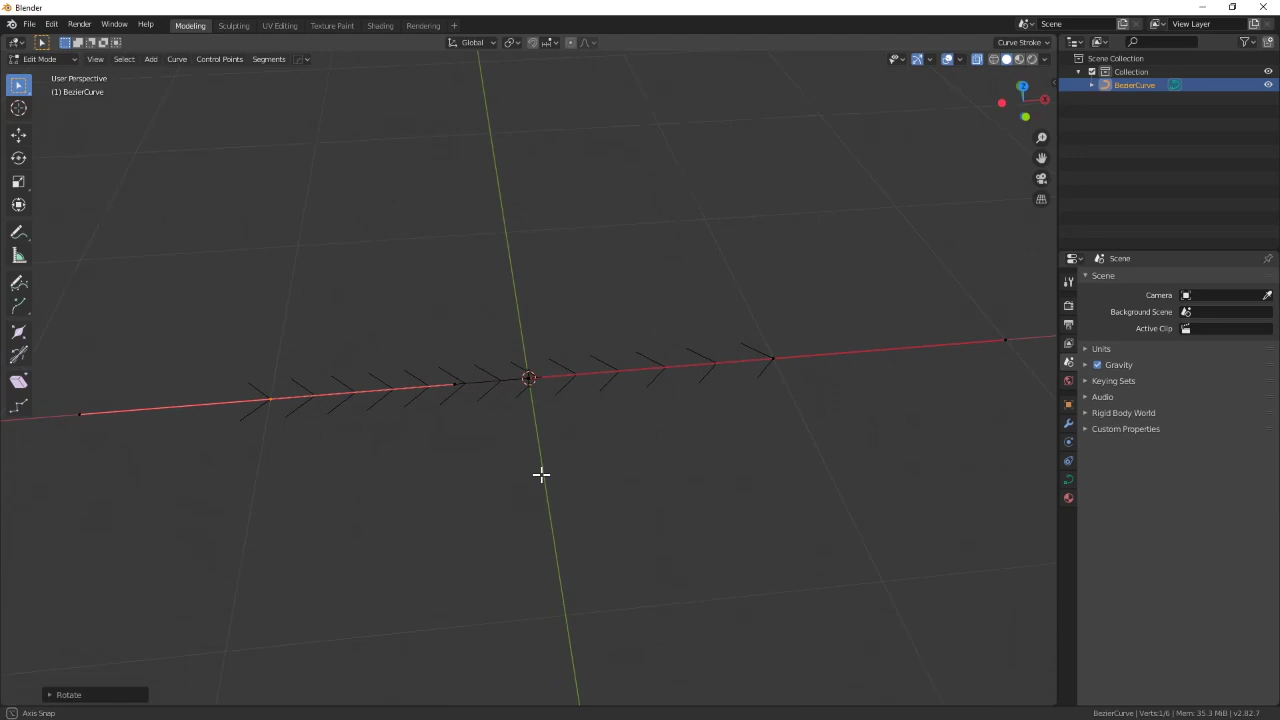 Blender
File Edit Render Window Help Modeling Sculpting UV Editing Texture Paint Shading Rendering + Scene View Layer
Global Curve Stroke
Edit Mode View Select Add Curve Control Points Segments
User Perspective
(1) BezierCurve
Z
X
Scene Collection
Collection
BezierCurve
Scene
Scene
Camera
Background Scene
Active Clip
Units
Gravity
Keying Sets
Audio
Rigid Body World
Custom Properties
Rotate
Axis Snap
BezierCurve | Verts:1/6 | Mem: 35.3 MiB | v2.82.7